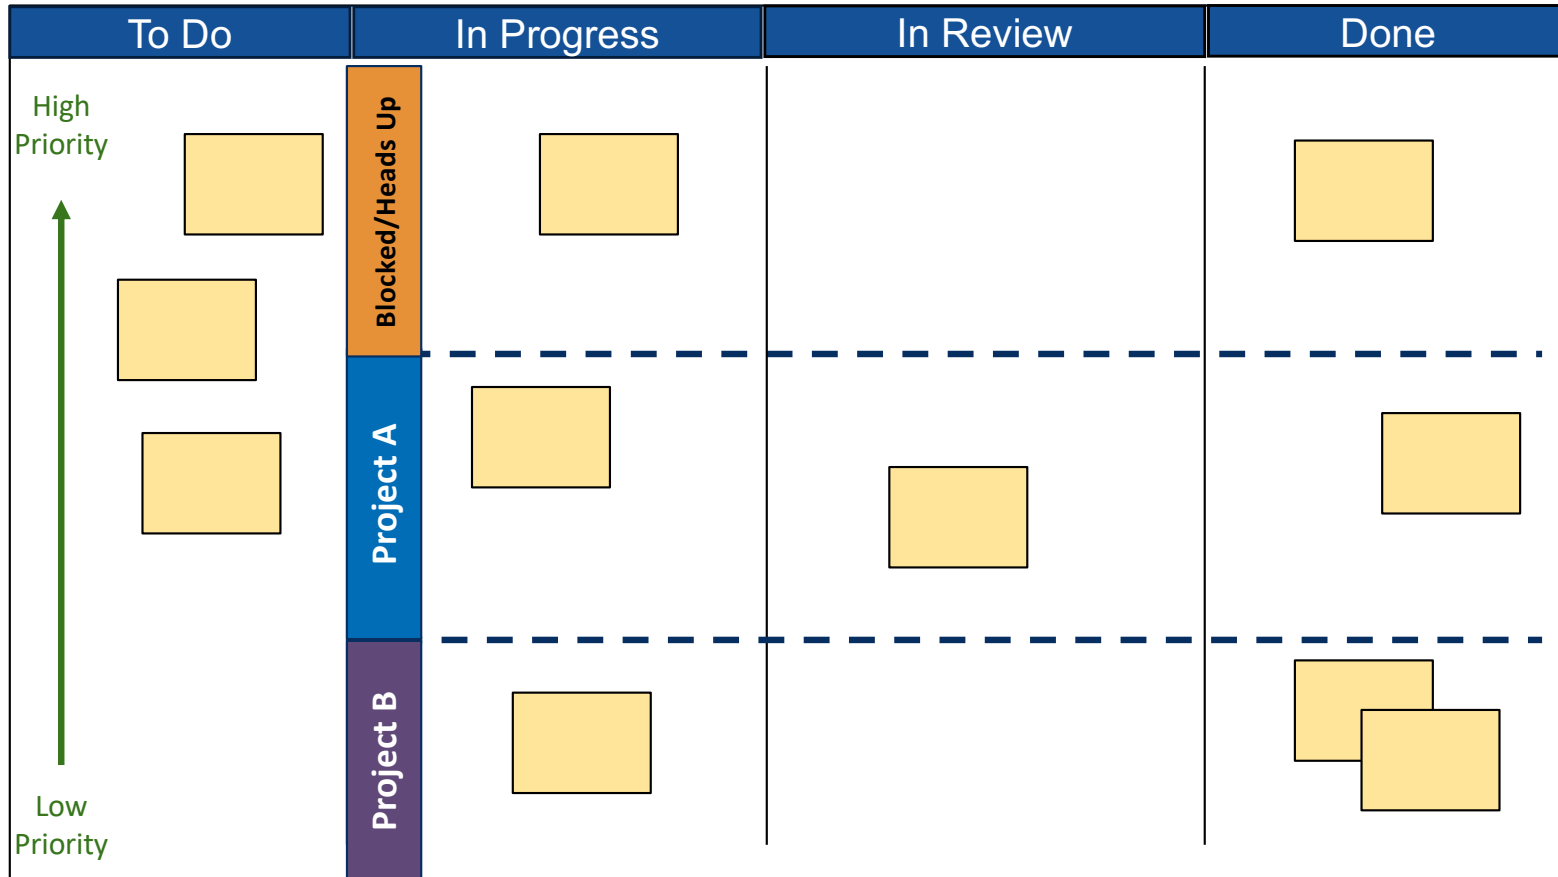 To Do
In Progress
In Review
Done
High
Priority
Blocked/Heads Up
Project A
Project B
Low
Priority